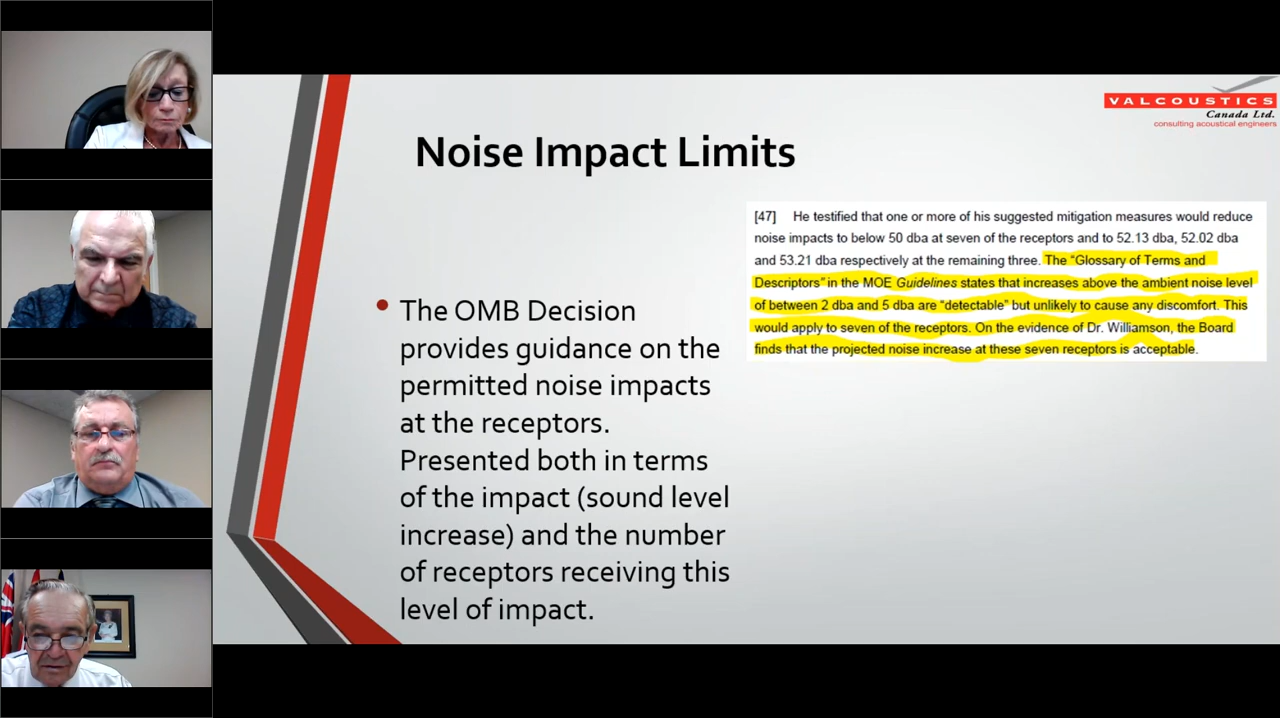 VALCOUSTICS
Canada Ltd.
consulting acoustical engineers
Noise Impact Limits
[47] He testified that one or more of his suggested mitigation measures would reduce
noise impacts to below 50 dba at seven of the receptors and to 52.13 dba, 52.02 dba
and 53.21 dba respectively at the remaining three. The “Glossary of Terms and
Descriptors” in the MOE Guidelines states that increases above the ambient noise level
of between 2 dba and 5 dba are “detectable” but unlikely to cause any discomfort. This
would apply to seven of the receptors. On the evidence of Dr. Williamson, the Board
finds that the projected noise increase at these seven receptors is acceptable.
• The OMB Decision
provides guidance on the
permitted noise impacts
at the receptors.
Presented both in terms
of the impact (sound level
increase) and the number
of receptors receiving this
level of impact.